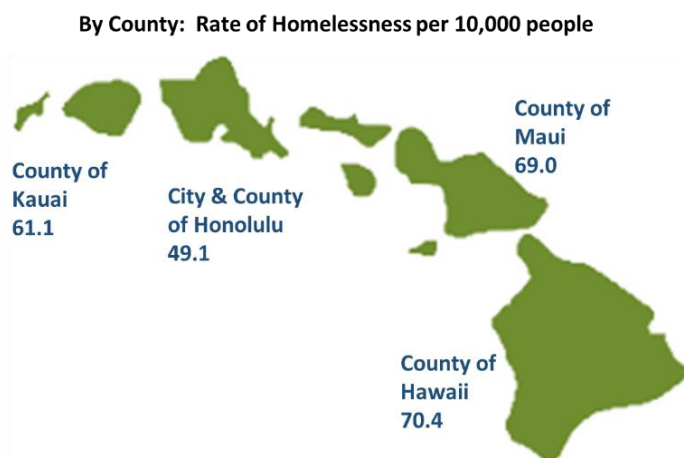 By County:  Rate of Homelessness per 10,000 people
County of
Kauai
61.1
City & County
of Honolulu
49.1
County of
Maui
69.0
County of
Hawaii
70.4